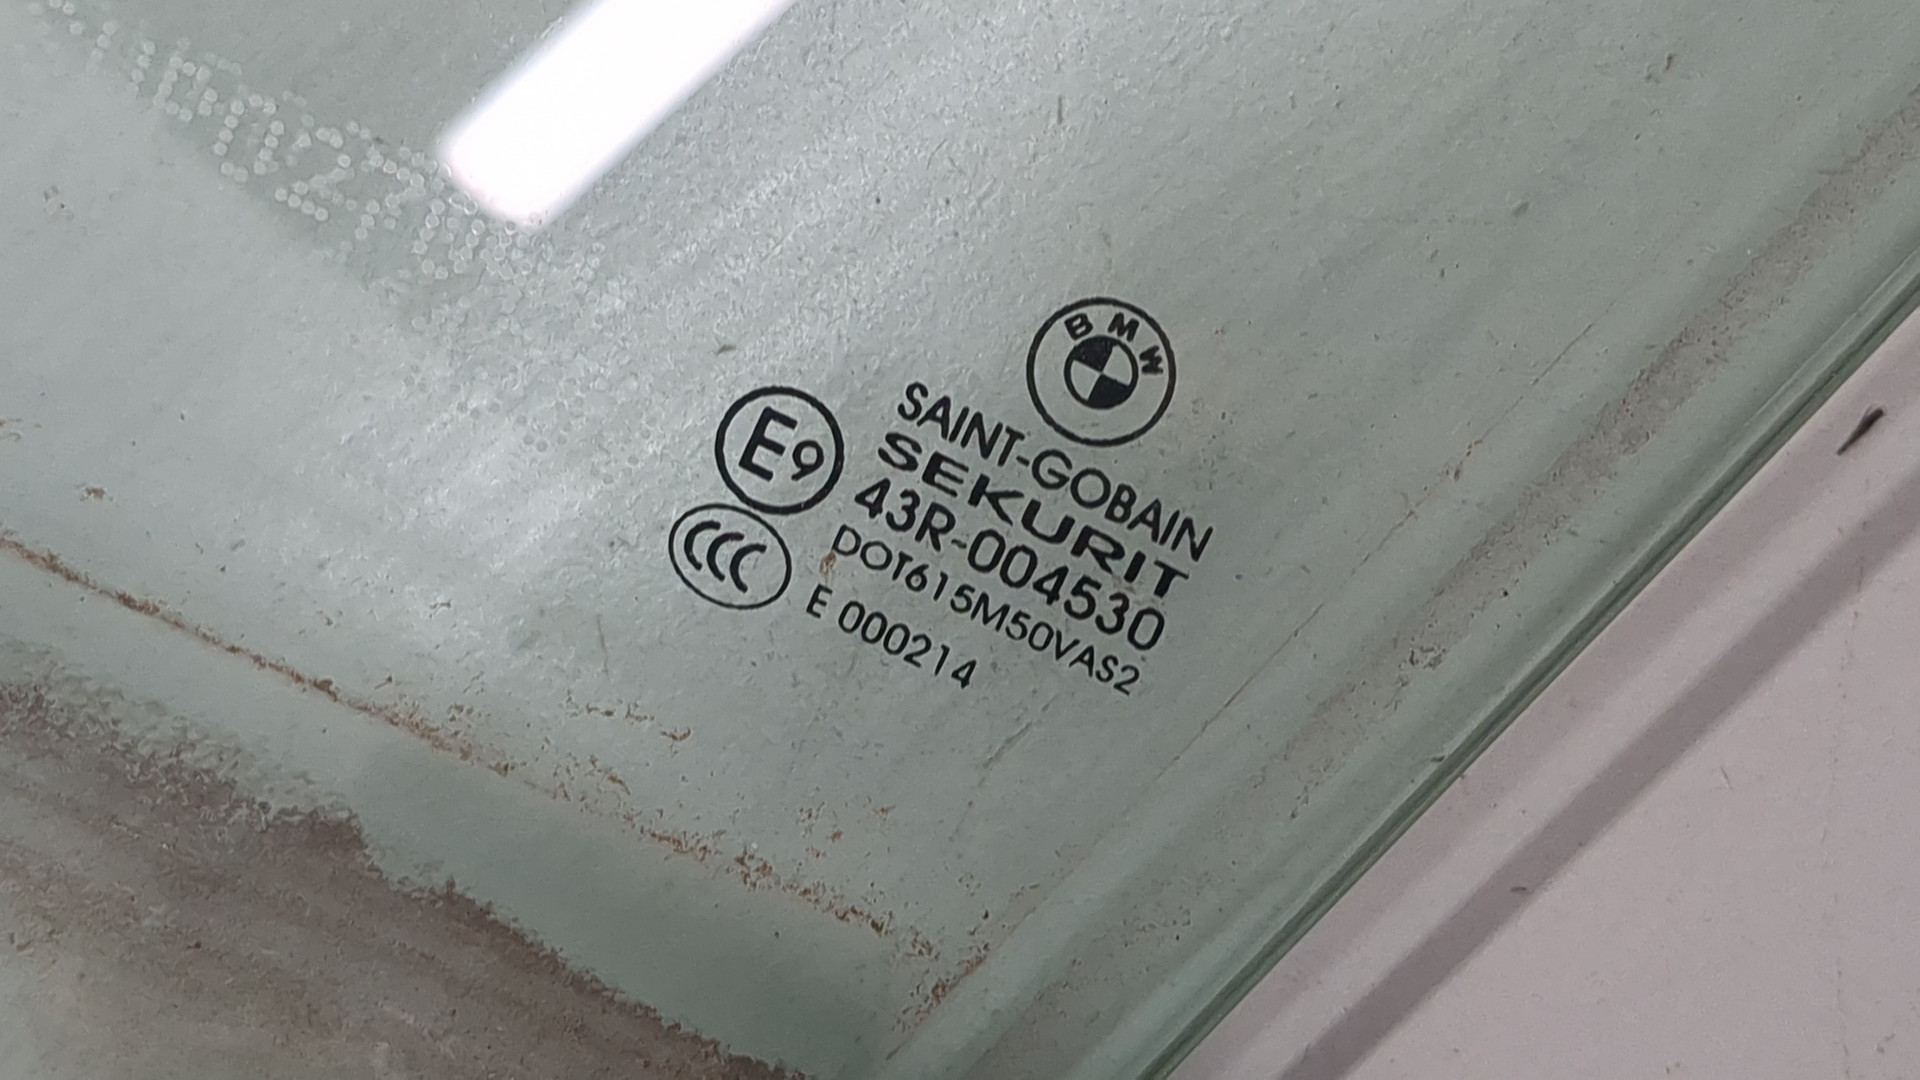 BMW
SAINT-GOBAIN
SEKURIT
E9
43R-004530
DOT615M50VAS2
CCC
E 000214